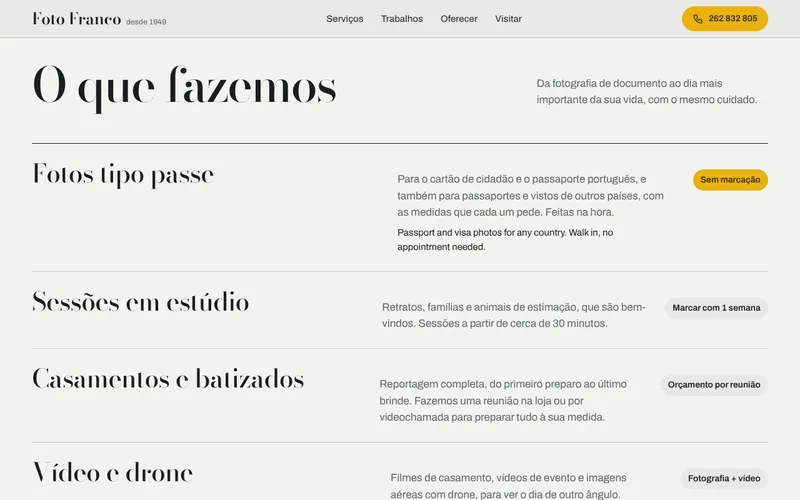 Foto Franco desde 1949
Serviços
Trabalhos
Oferecer
Visitar
262 832 805
O que fazemos
Da fotografia de documento ao dia mais
importante da sua vida, com o mesmo cuidado.
Fotos tipo passe
Para o cartão de cidadão e o passaporte português, e
também para passaportes e vistos de outros países, com
as medidas que cada um pede. Feitas na hora.
Passport and visa photos for any country. Walk in, no
appointment needed.
Sem marcação
Sessões em estúdio
Retratos, famílias e animais de estimação, que são bem-
vindos. Sessões a partir de cerca de 30 minutos.
Marcar com 1 semana
Casamentos e batizados
Reportagem completa, do primeiro preparo ao último
brinde. Fazemos uma reunião na loja ou por
videochamada para preparar tudo à sua medida.
Orçamento por reunião
Vídeo e drone
Filmes de casamento, vídeos de evento e imagens
aéreas com drone, para ver o dia de outro ângulo.
Fotografia + vídeo